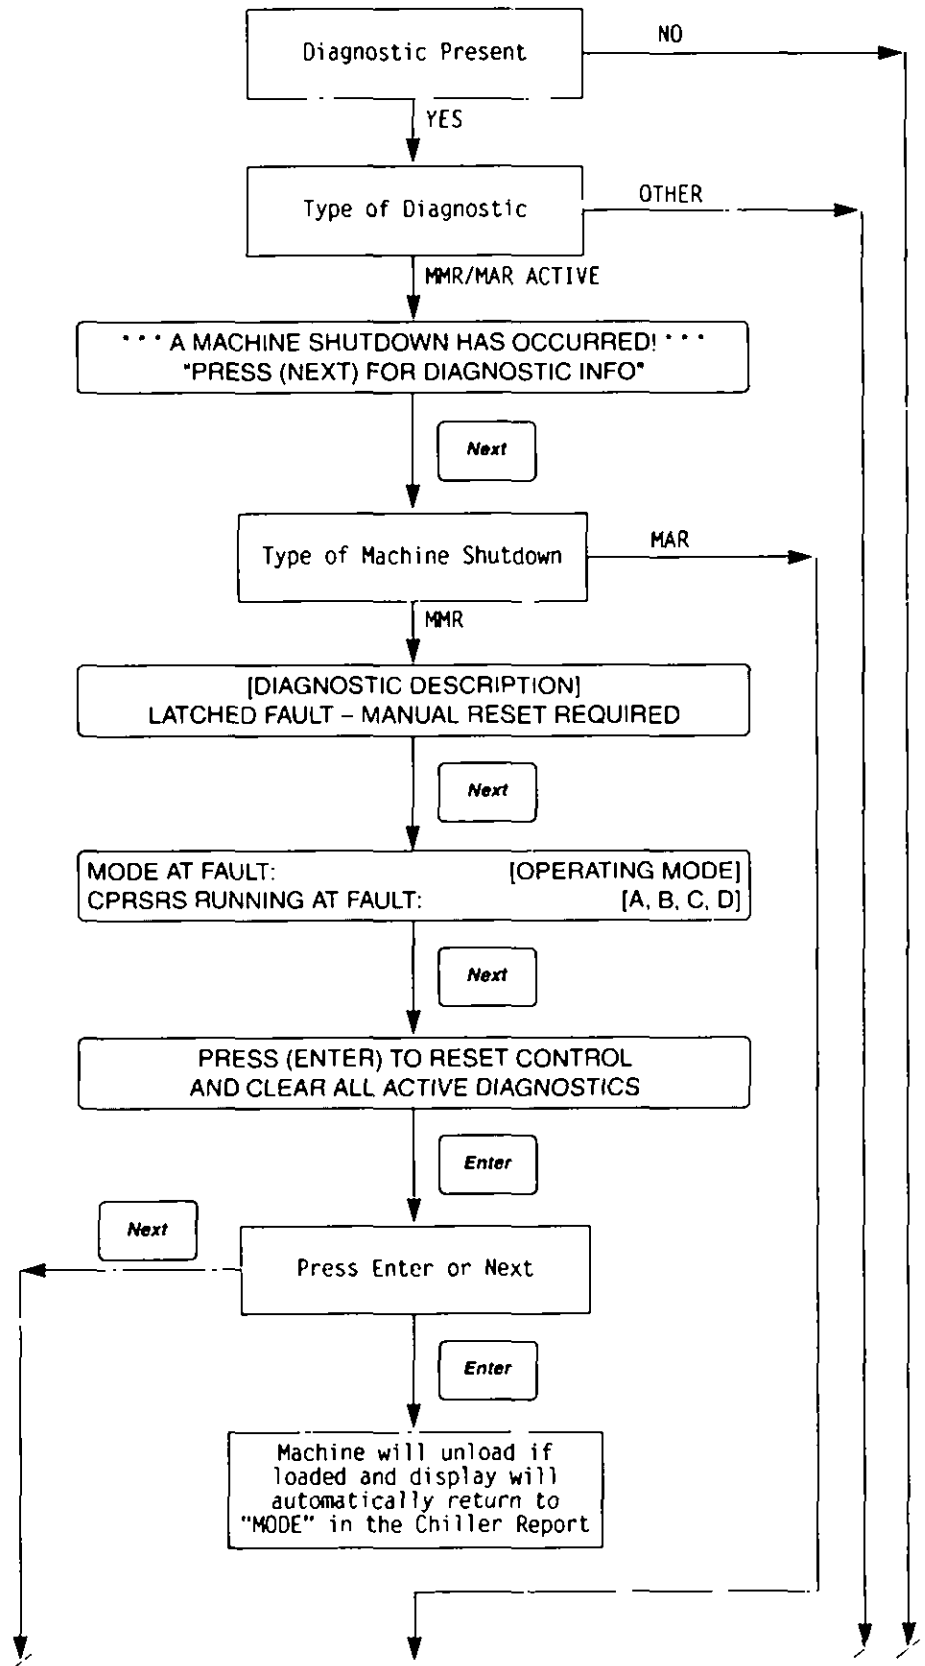 Diagnostic Present
NO
YES
Type of Diagnostic
OTHER
MMR/MAR ACTIVE
* * * A MACHINE SHUTDOWN HAS OCCURRED! * * *
"PRESS (NEXT) FOR DIAGNOSTIC INFO"
Next
Type of Machine Shutdown
MAR
MMR
[DIAGNOSTIC DESCRIPTION]
LATCHED FAULT – MANUAL RESET REQUIRED
Next
MODE AT FAULT: [OPERATING MODE]
CPRSRS RUNNING AT FAULT: [A, B, C, D]
Next
PRESS (ENTER) TO RESET CONTROL
AND CLEAR ALL ACTIVE DIAGNOSTICS
Enter
Next
Press Enter or Next
Enter
Machine will unload if
loaded and display will
automatically return to
"MODE" in the Chiller Report